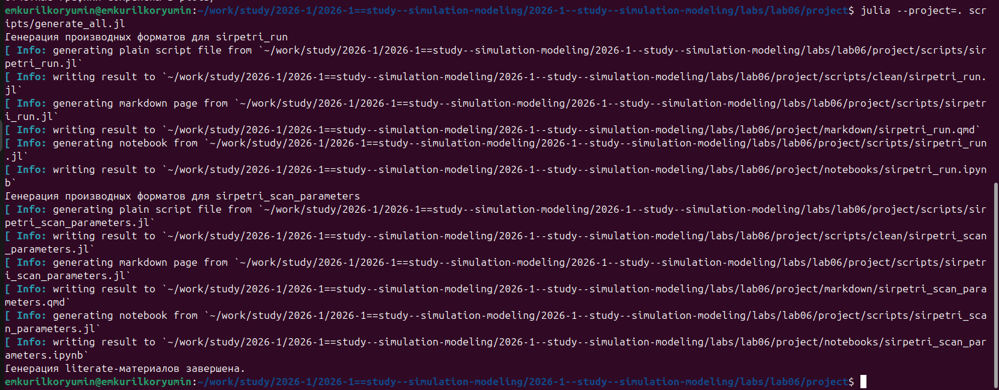 emkurilkoryumin@emkurilkoryumin:~/work/study/2026-1/2026-1==study--simulation-modeling/2026-1--study--simulation-modeling/labs/lab06/project$ julia --project=. scr
ipts/generate_all.jl
Генерация производных форматов для sirpetri_run
[ Info: generating plain script file from `~/work/study/2026-1/2026-1==study--simulation-modeling/2026-1--study--simulation-modeling/labs/lab06/project/scripts/sir
petri_run.jl`
[ Info: writing result to `~/work/study/2026-1/2026-1==study--simulation-modeling/2026-1--study--simulation-modeling/labs/lab06/project/scripts/clean/sirpetri_run.
jl`
[ Info: generating markdown page from `~/work/study/2026-1/2026-1==study--simulation-modeling/2026-1--study--simulation-modeling/labs/lab06/project/scripts/sirpetr
i_run.jl`
[ Info: writing result to `~/work/study/2026-1/2026-1==study--simulation-modeling/2026-1--study--simulation-modeling/labs/lab06/project/markdown/sirpetri_run.qmd`
[ Info: generating notebook from `~/work/study/2026-1/2026-1==study--simulation-modeling/2026-1--study--simulation-modeling/labs/lab06/project/scripts/sirpetri_run
.jl`
[ Info: writing result to `~/work/study/2026-1/2026-1==study--simulation-modeling/2026-1--study--simulation-modeling/labs/lab06/project/notebooks/sirpetri_run.ipyn
b`
Генерация производных форматов для sirpetri_scan_parameters
[ Info: generating plain script file from `~/work/study/2026-1/2026-1==study--simulation-modeling/2026-1--study--simulation-modeling/labs/lab06/project/scripts/sir
petri_scan_parameters.jl`
[ Info: writing result to `~/work/study/2026-1/2026-1==study--simulation-modeling/2026-1--study--simulation-modeling/labs/lab06/project/scripts/clean/sirpetri_scan
_parameters.jl`
[ Info: generating markdown page from `~/work/study/2026-1/2026-1==study--simulation-modeling/2026-1--study--simulation-modeling/labs/lab06/project/scripts/sirpetr
i_scan_parameters.jl`
[ Info: writing result to `~/work/study/2026-1/2026-1==study--simulation-modeling/2026-1--study--simulation-modeling/labs/lab06/project/markdown/sirpetri_scan_para
meters.qmd`
[ Info: generating notebook from `~/work/study/2026-1/2026-1==study--simulation-modeling/2026-1--study--simulation-modeling/labs/lab06/project/scripts/sirpetri_sca
n_parameters.jl`
[ Info: writing result to `~/work/study/2026-1/2026-1==study--simulation-modeling/2026-1--study--simulation-modeling/labs/lab06/project/notebooks/sirpetri_scan_par
ameters.ipynb`
Генерация literate-материалов завершена.
emkurilkoryumin@emkurilkoryumin:~/work/study/2026-1/2026-1==study--simulation-modeling/2026-1--study--simulation-modeling/labs/lab06/project$